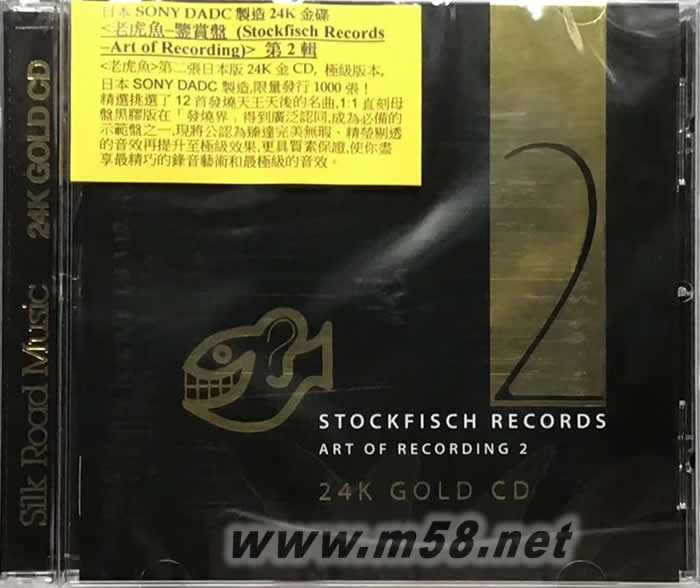 日本 SONY DADC 製造 24K 金碟
<老虎魚–鑒賞盤 (Stockfisch Records
–Art of Recording)> 第 2 輯
<老虎魚>第二張日本版 24K 金 CD, 極級版本,
日本 SONY DADC 製造,限量發行 1000 張！
精選挑選了 12 首發燒天王天後的名曲,1:1 直刻母
盤黑膠版在「發燒界」得到廣泛認同,成為必備的
示範盤之一,現將公認為臻達完美無暇、精瑩剔透
的音效再提升至極級效果,更具質素保證,使你盡
享最精巧的錄音藝術和最極級的音效。
24K GOLD CD
Silk Road Music
2
?
STOCKFISCH RECORDS
ART OF RECORDING 2
24K GOLD CD
www.m58.net